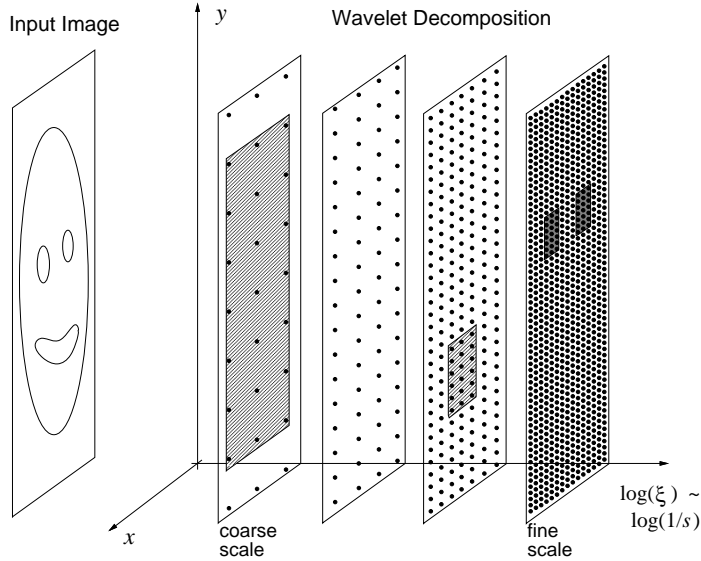 Input Image
y
Wavelet Decomposition
x
coarse
scale
fine
scale
log(ξ) ~
log(1/s)